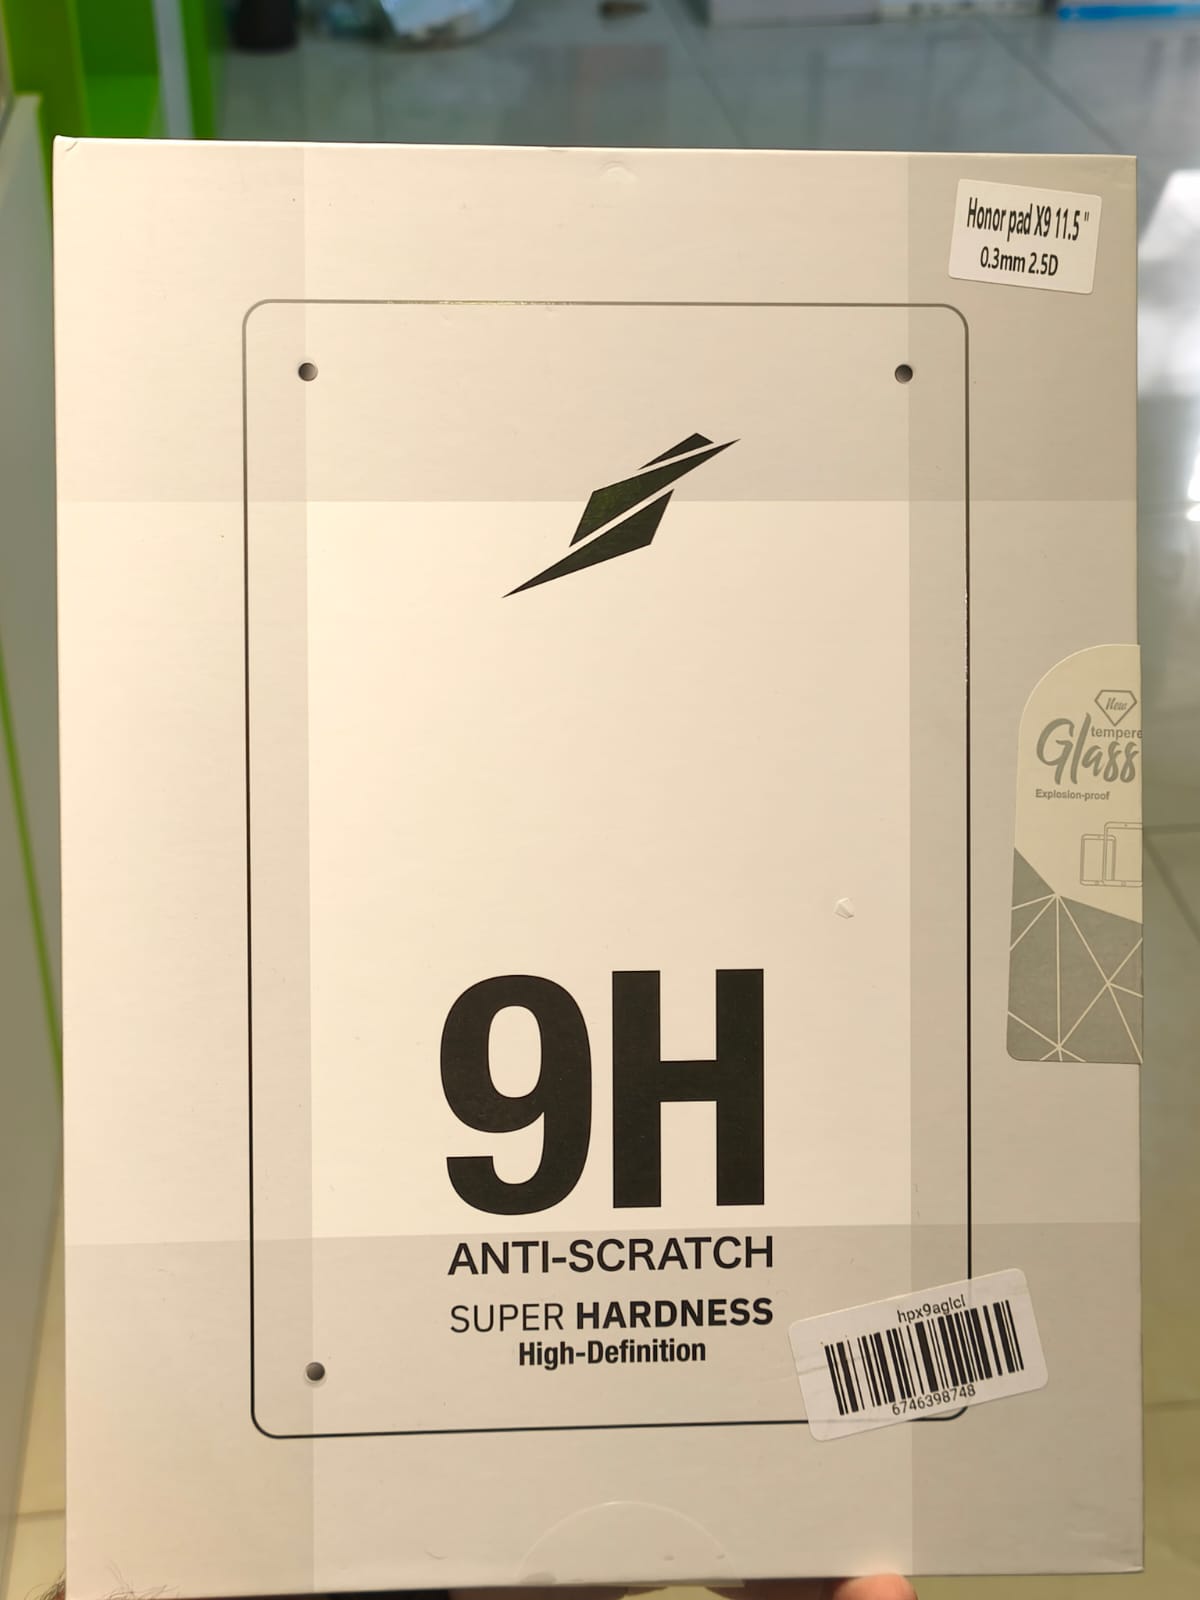 Honor pad X9 11.5"
0.3mm 2.5D
New
Glass
Explosion-proof
9H
ANTI-SCRATCH
SUPER HARDNESS
High-Definition
hpx9aglcl
6746398748